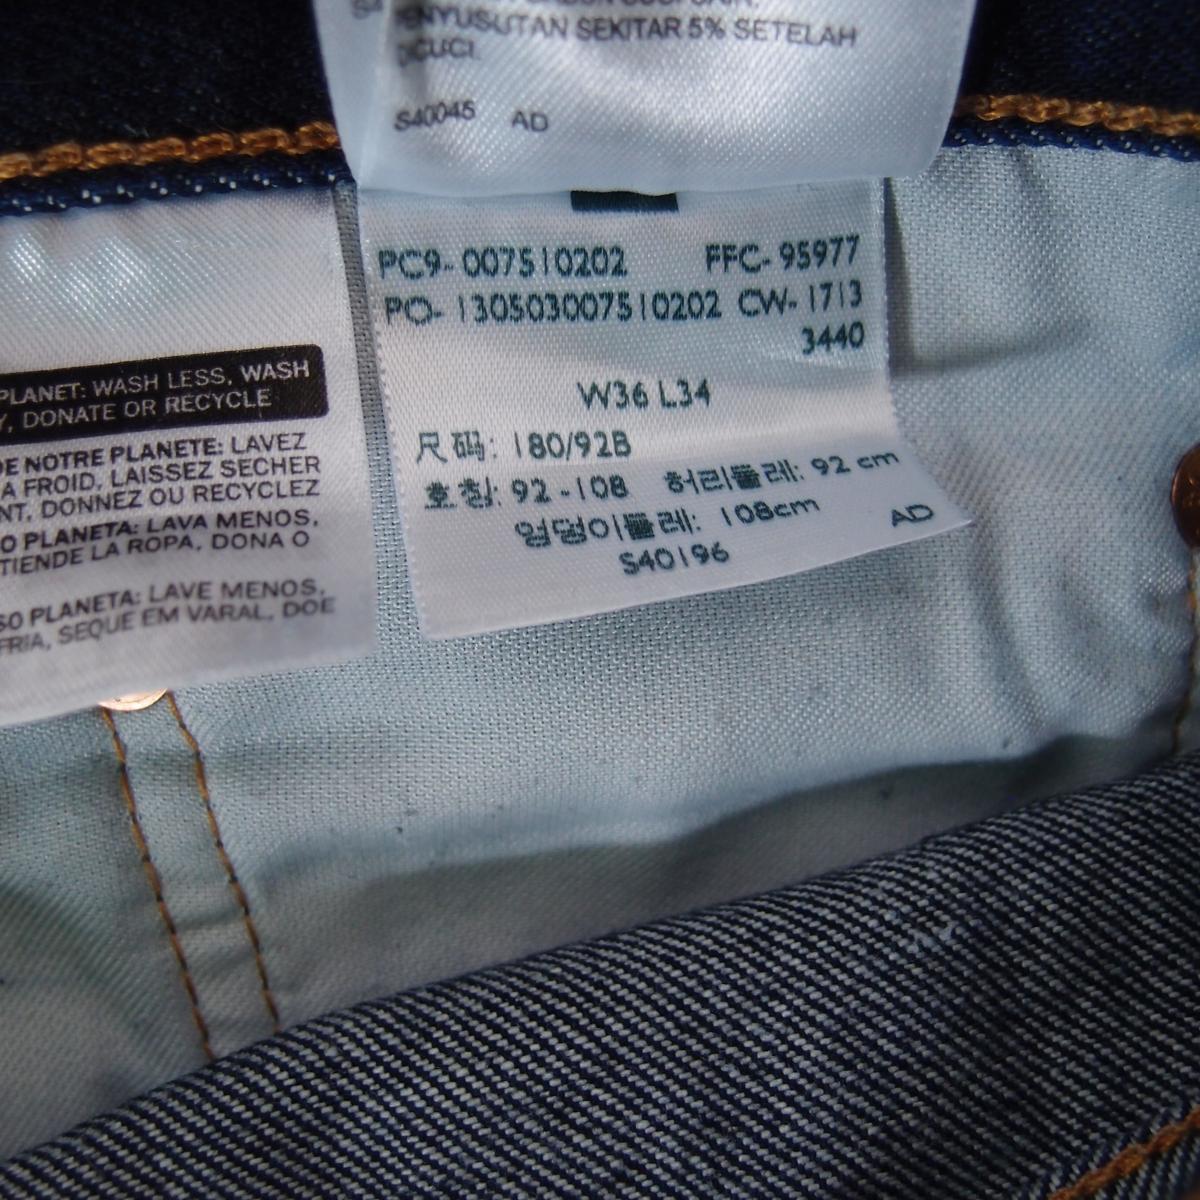 PENYUSUTAN SEKITAR 5% SETELAH
DICUCI.
S40045 AD
PC9-007510202 FFC-95977
PO-130503007510202 CW-1713
3440
W36 L34
尺码: 180/92B
호칭: 92-108 허리둘레: 92 cm
엉덩이둘레: 108cm
S40196
AD
PLANET: WASH LESS, WASH
Y, DONATE OR RECYCLE
DE NOTRE PLANETE: LAVEZ
A FROID, LAISSEZ SECHER
NT, DONNEZ OU RECYCLEZ
O PLANETA: LAVA MENOS,
TIENDE LA ROPA, DONA O
SO PLANETA: LAVE MENOS,
FRIA, SEQUE EM VARAL, DOE